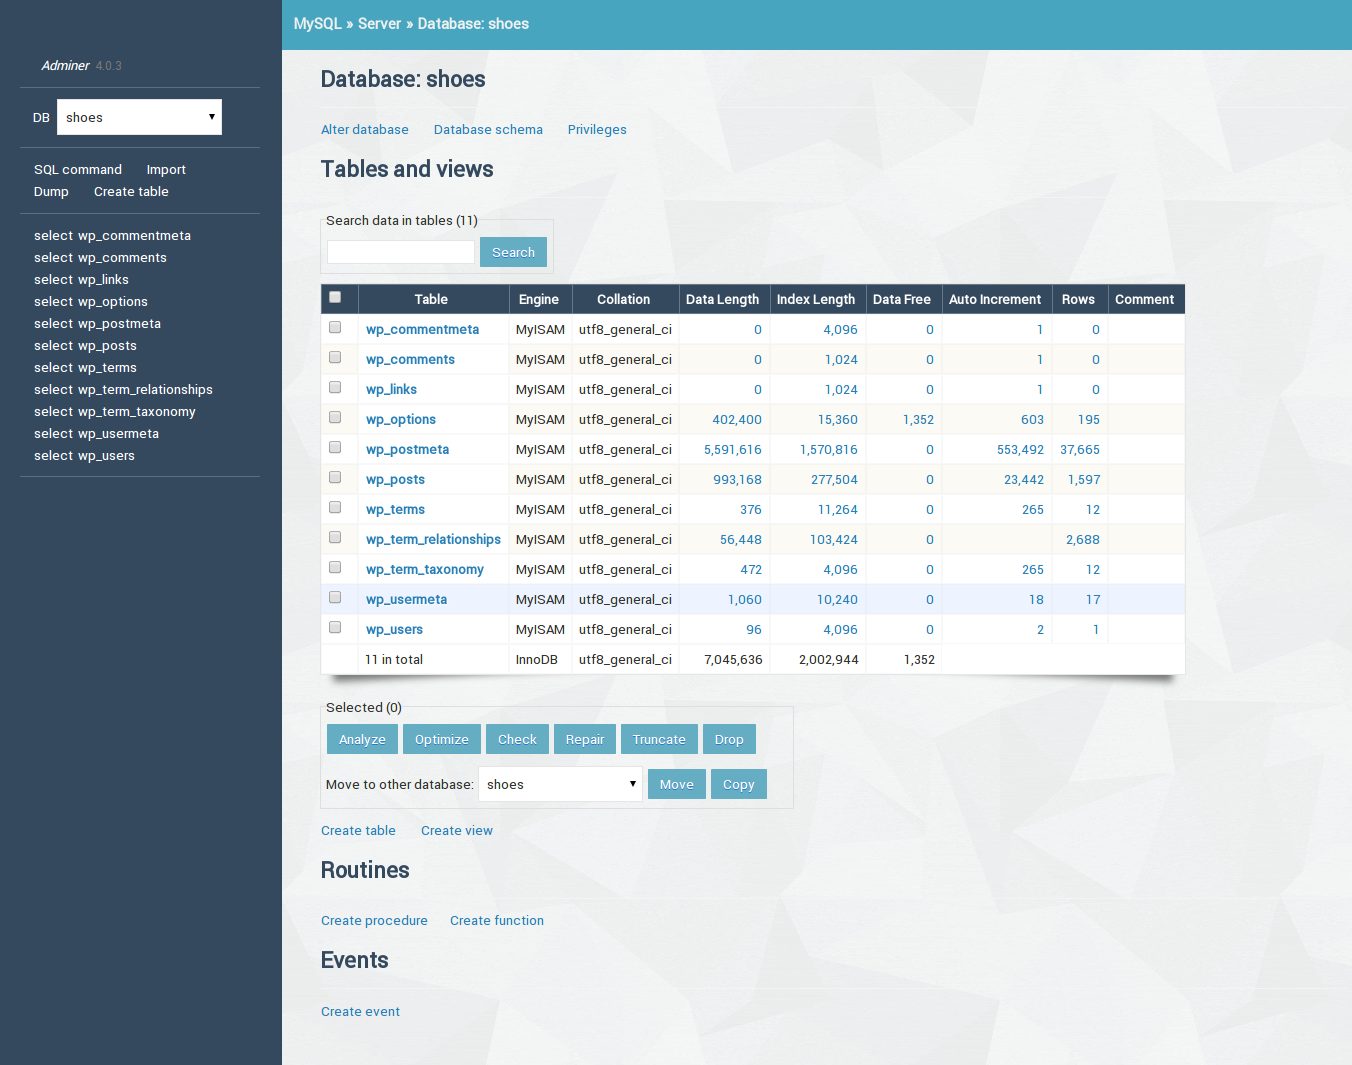 MySQL » Server » Database: shoes
Adminer 4.0.3
DB shoes
SQL command Import
Dump Create table
select wp_commentmeta
select wp_comments
select wp_links
select wp_options
select wp_postmeta
select wp_posts
select wp_terms
select wp_term_relationships
select wp_term_taxonomy
select wp_usermeta
select wp_users
Database: shoes
Alter database Database schema Privileges
Tables and views
Search data in tables (11)
Search
Table Engine Collation Data Length Index Length Data Free Auto Increment Rows Comment
wp_commentmeta MyISAM utf8_general_ci 0 4,096 0 1 0
wp_comments MyISAM utf8_general_ci 0 1,024 0 1 0
wp_links MyISAM utf8_general_ci 0 1,024 0 1 0
wp_options MyISAM utf8_general_ci 402,400 15,360 1,352 603 195
wp_postmeta MyISAM utf8_general_ci 5,591,616 1,570,816 0 553,492 37,665
wp_posts MyISAM utf8_general_ci 993,168 277,504 0 23,442 1,597
wp_terms MyISAM utf8_general_ci 376 11,264 0 265 12
wp_term_relationships MyISAM utf8_general_ci 56,448 103,424 0 2,688
wp_term_taxonomy MyISAM utf8_general_ci 472 4,096 0 265 12
wp_usermeta MyISAM utf8_general_ci 1,060 10,240 0 18 17
wp_users MyISAM utf8_general_ci 96 4,096 0 2 1
11 in total InnoDB utf8_general_ci 7,045,636 2,002,944 1,352
Selected (0)
Analyze Optimize Check Repair Truncate Drop
Move to other database: shoes Move Copy
Create table Create view
Routines
Create procedure Create function
Events
Create event